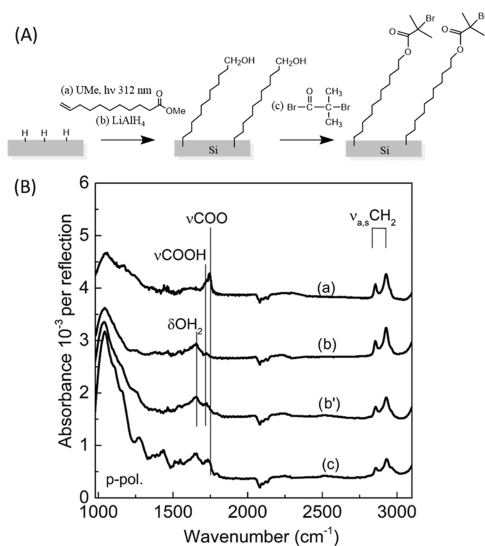 (A)
(a) UMe, hν 312 nm
O
OMe
(b) LiAlH4
H H H
CH2OH
CH2OH
Si
(c)
Br
O
CH3
Br
CH3
O
Br
O
O
Br
O
Si
(B)
Absorbance 10-3 per reflection
6
5
4
3
2
1
0
νCOO
νCOOH
δOH2
νa,sCH2
(a)
(b)
(b')
(c)
p-pol.
1000 1500 2000 2500 3000
Wavenumber (cm-1)